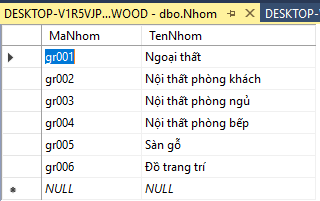 DESKTOP-V1R5VJP...WOOD - dbo.Nhom DESKTOP-
MaNhom TenNhom
gr001 Ngoại thất
gr002 Nội thất phòng khách
gr003 Nội thất phòng ngủ
gr004 Nội thất phòng bếp
gr005 Sàn gỗ
gr006 Đồ trang trí
NULL NULL